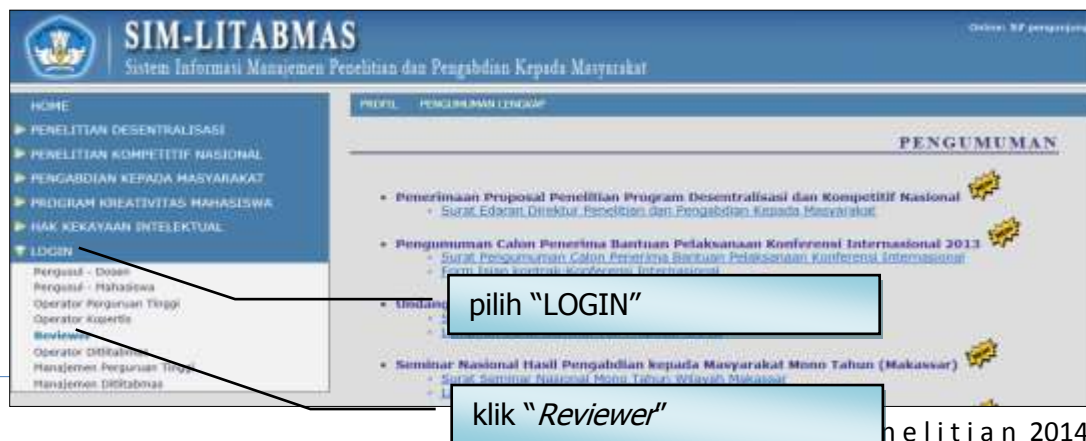 SIM-LITABMAS
Sistem Informasi Manajemen Penelitian dan Pengabdian Kepada Masyarakat
HOME
PENELITIAN DESENTRALISASI
PENELITIAN KOMPETITIF NASIONAL
PENGABDIAN KEPADA MASYARAKAT
PROGRAM KREATIVITAS MAHASISWA
HAK KEKAYAAN INTELEKTUAL
LOGIN
Pengusul - Dosen
Pengusul - Mahasiswa
Operator Perguruan Tinggi
Operator Kopertis
Reviewer
Operator Ditlitabmas
Manajemen Perguruan Tinggi
Manajemen Ditlitabmas
PROFIL PENGUMUMAN LENGKAP
PENGUMUMAN
Penerimaan Proposal Penelitian Program Desentralisasi dan Kompetitif Nasional
Surat Edaran Direktur Penelitian dan Pengabdian Kepada Masyarakat
Pengumuman Calon Penerima Bantuan Pelaksanaan Konferensi Internasional 2013
Surat Pengumuman Calon Penerima Bantuan Pelaksanaan Konferensi Internasional
Form Isian kontrak Konferensi Internasional
pilih “LOGIN”
Seminar Nasional Hasil Pengabdian kepada Masyarakat Mono Tahun (Makassar)
Surat Seminar Nasional Mono Tahun Wilayah Makassar
klik “Reviewer”
nelitian 2014